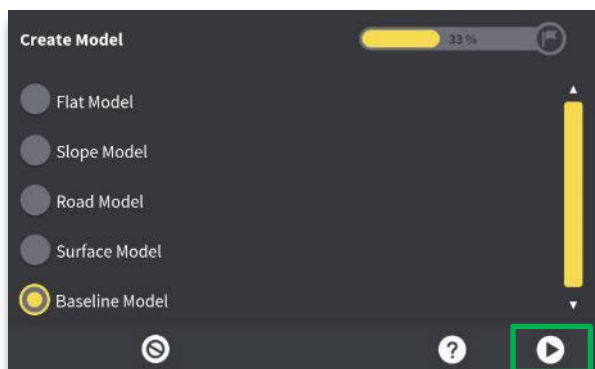 Create Model
33 %
Flat Model
Slope Model
Road Model
Surface Model
Baseline Model
?